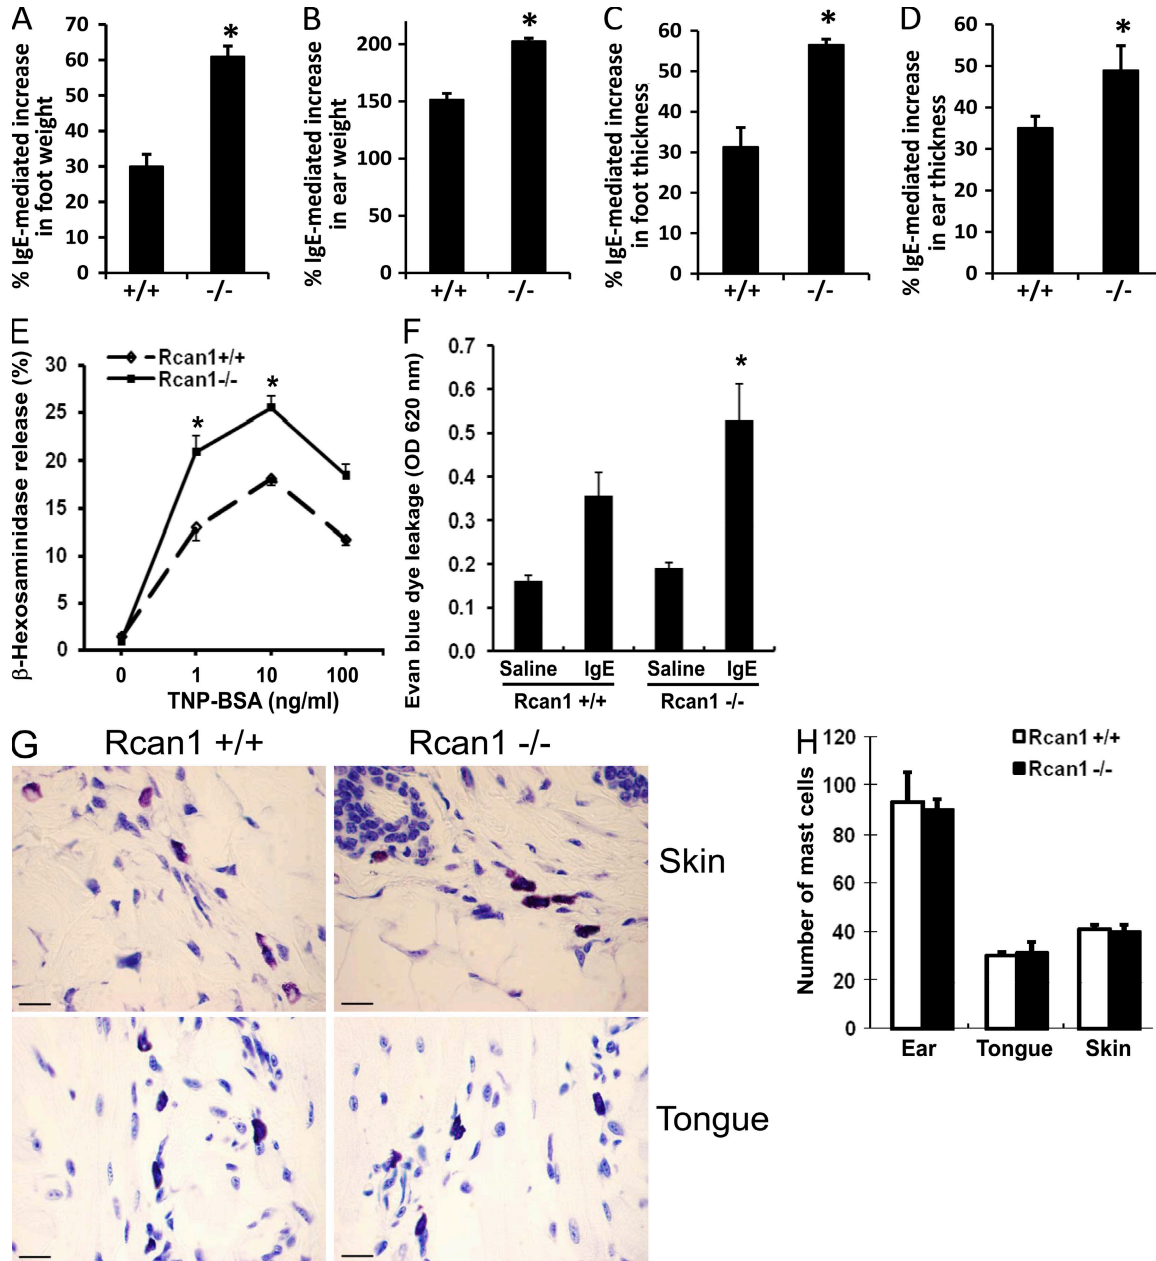 A
% IgE-mediated increase
in foot weight
70
60
50
40
30
20
10
0
*
+/+
-/-
B
% IgE-mediated increase
in ear weight
200
150
100
50
0
*
+/+
-/-
C
% IgE-mediated increase
in foot thickness
60
50
40
30
20
10
0
*
+/+
-/-
D
% IgE-mediated increase
in ear thickness
60
50
40
30
20
10
0
*
+/+
-/-
E
β-Hexosaminidase release (%)
30
25
20
15
10
5
0
Rcan1+/+
Rcan1-/-
*
*
0 1 10 100
TNP-BSA (ng/ml)
F
Evan blue dye leakage (OD 620 nm)
0.7
0.6
0.5
0.4
0.3
0.2
0.1
0.0
*
Saline IgE Saline IgE
Rcan1 +/+ Rcan1 -/-
G
Rcan1 +/+ Rcan1 -/-
Skin
Tongue
H
Number of mast cells
120
100
80
60
40
20
0
Rcan1 +/+
Rcan1 -/-
Ear Tongue Skin